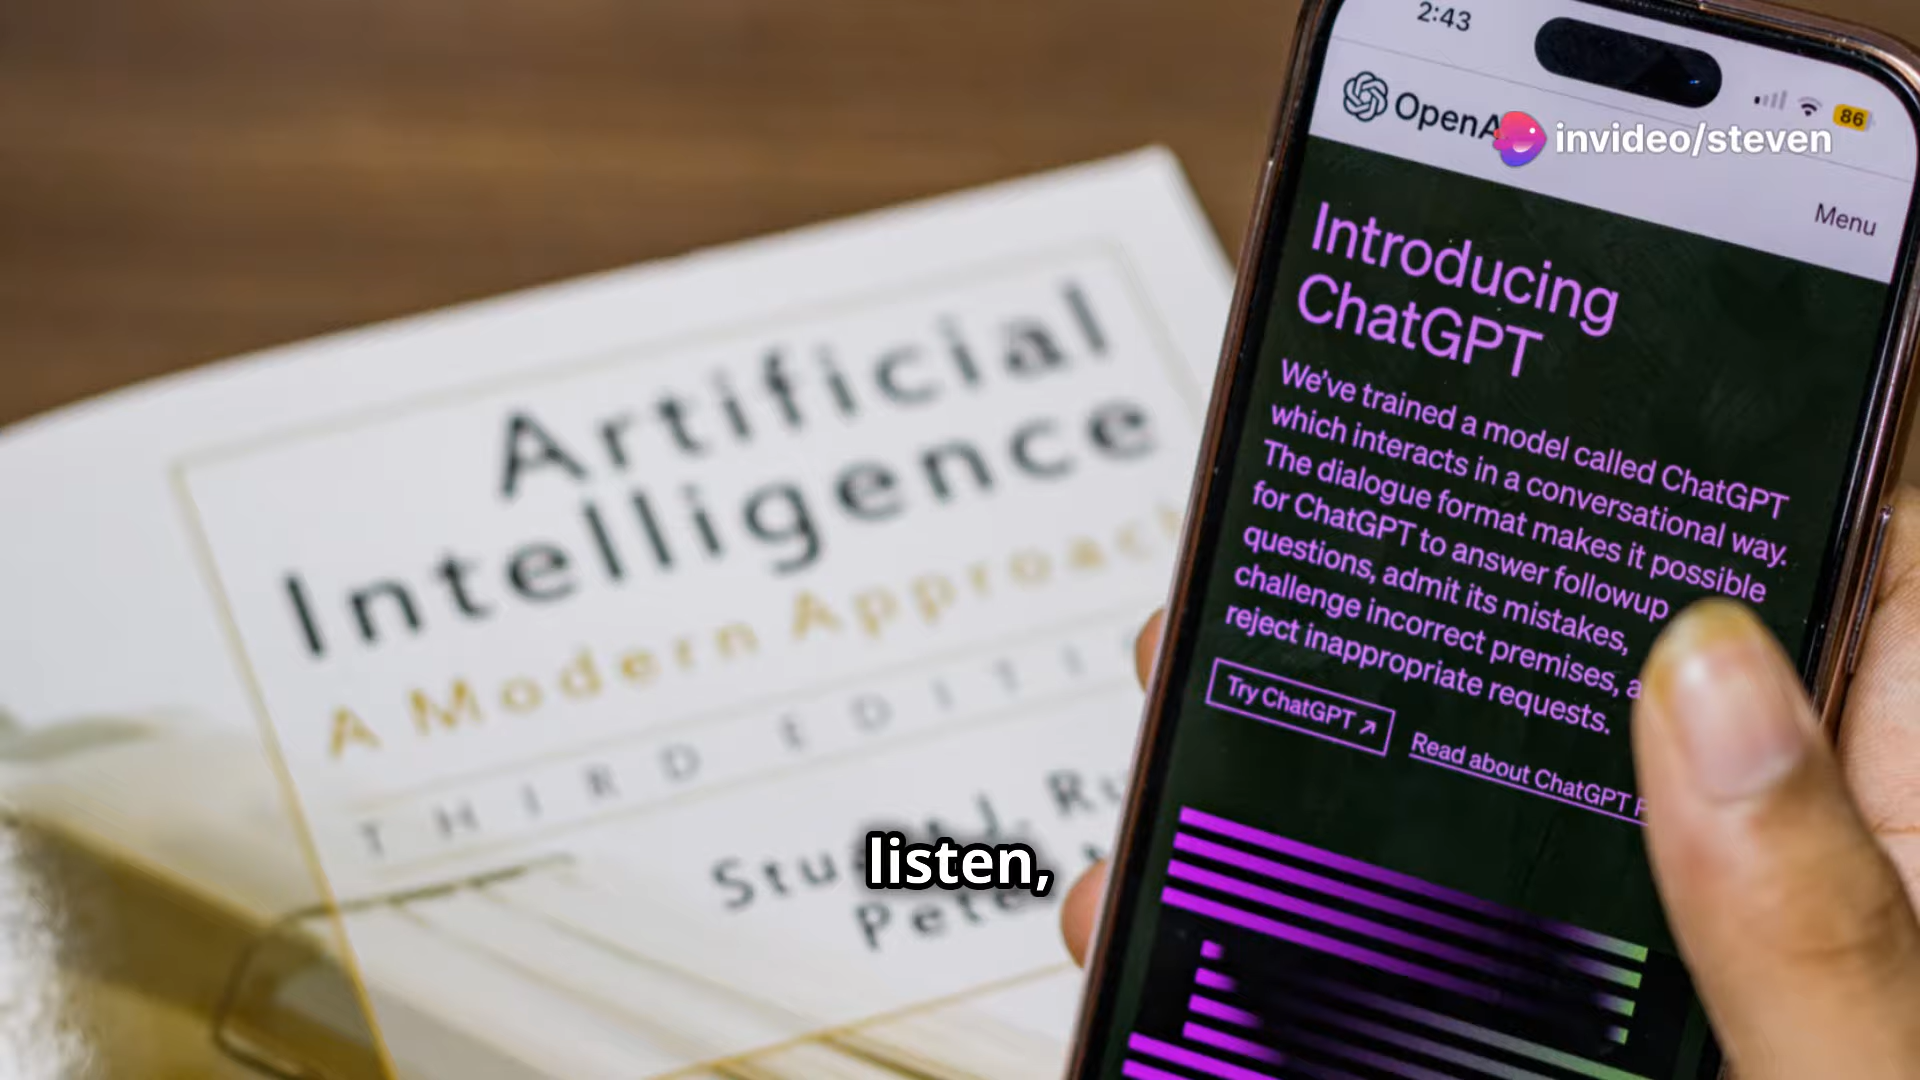 Artificial
Intelligence
A Modern Approach
THIRD EDITI
Peter
listen,
2:43
86
OpenA
invideo/steven
Menu
Introducing
ChatGPT
We've trained a model called ChatGPT
which interacts in a conversational way.
The dialogue format makes it possible
for ChatGPT to answer followup
questions, admit its mistakes,
challenge incorrect premises, a
reject inappropriate requests.
Try ChatGPT ↗
Read about ChatGPT